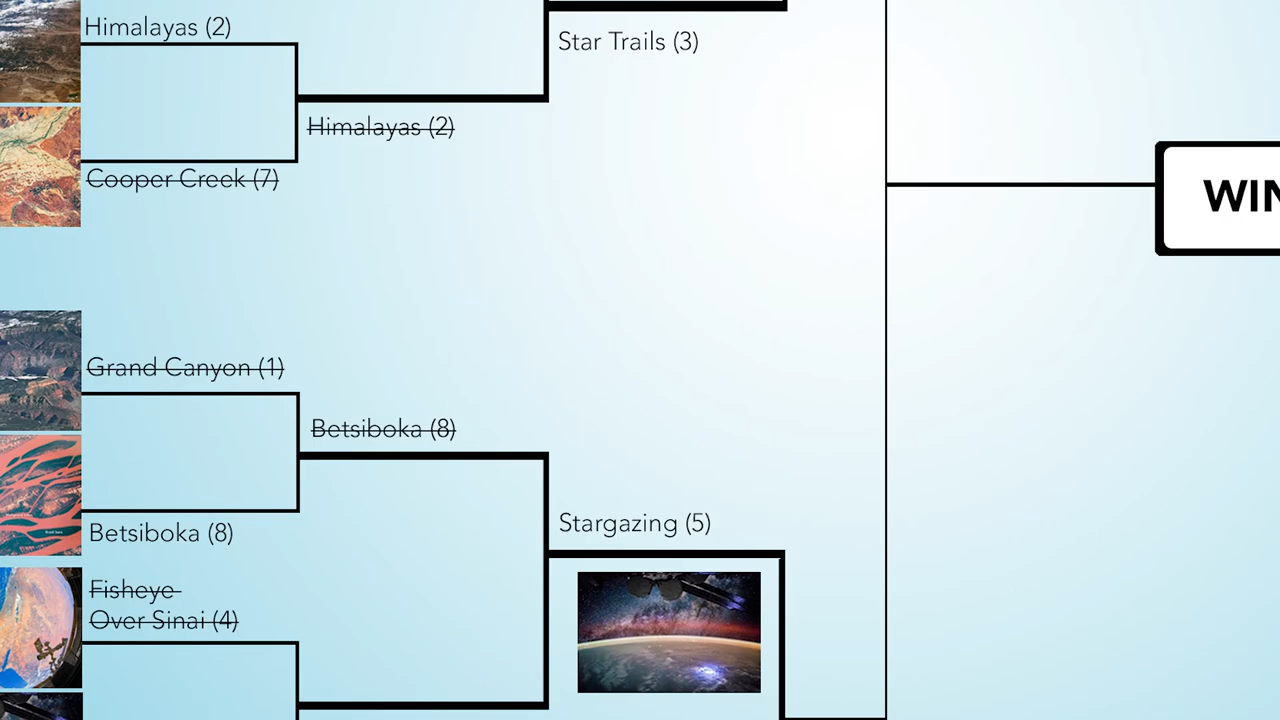 Himalayas (2)
Star Trails (3)
Himalayas (2)
Cooper Creek (7)
WIN
Grand Canyon (1)
Betsiboka (8)
Stargazing (5)
Betsiboka (8)
Fisheye
Over Sinai (4)